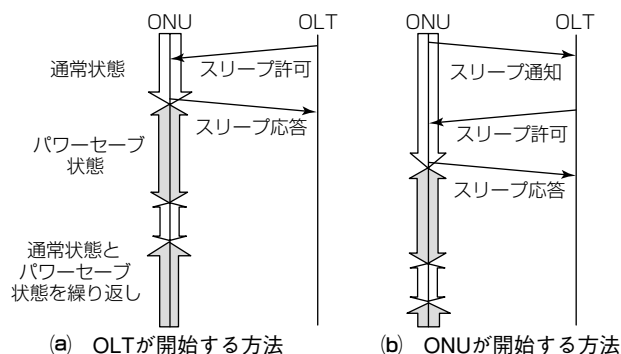 ONU
OLT
通常状態
スリープ許可
スリープ応答
パワーセーブ
状態
通常状態と
パワーセーブ
状態を繰り返し
(a) OLTが開始する方法
ONU
OLT
スリープ通知
スリープ許可
スリープ応答
(b) ONUが開始する方法